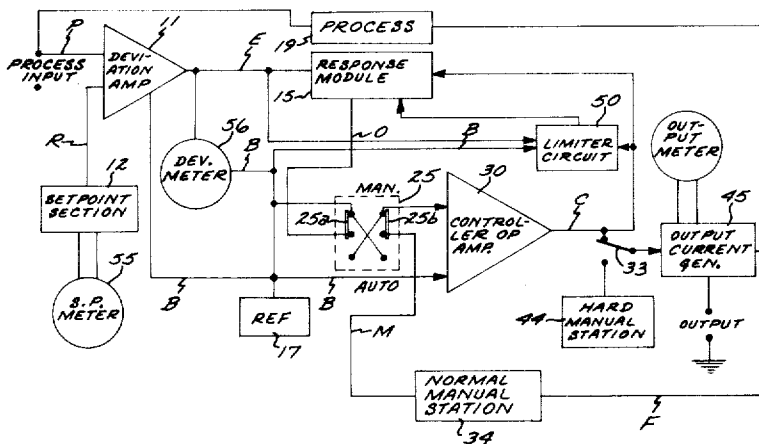 P
11
PROCESS
19
PROCESS
INPUT
DEVI-
ATION
AMP
E
RESPONSE
MODULE
15
R
O
50
56
B
B
LIMITER
CIRCUIT
OUT-
PUT
METER
DEV.
METER
12
SETPOINT
SECTION
MAN.
25
25a
25b
30
CONTROL-
LER OP
AMP.
C
45
OUTPUT
CURRENT
GEN.
33
55
S.P.
METER
B
B
AUTO
REF
17
M
44
HARD
MANUAL
STATION
OUTPUT
NORMAL
MANUAL
STATION
34
F